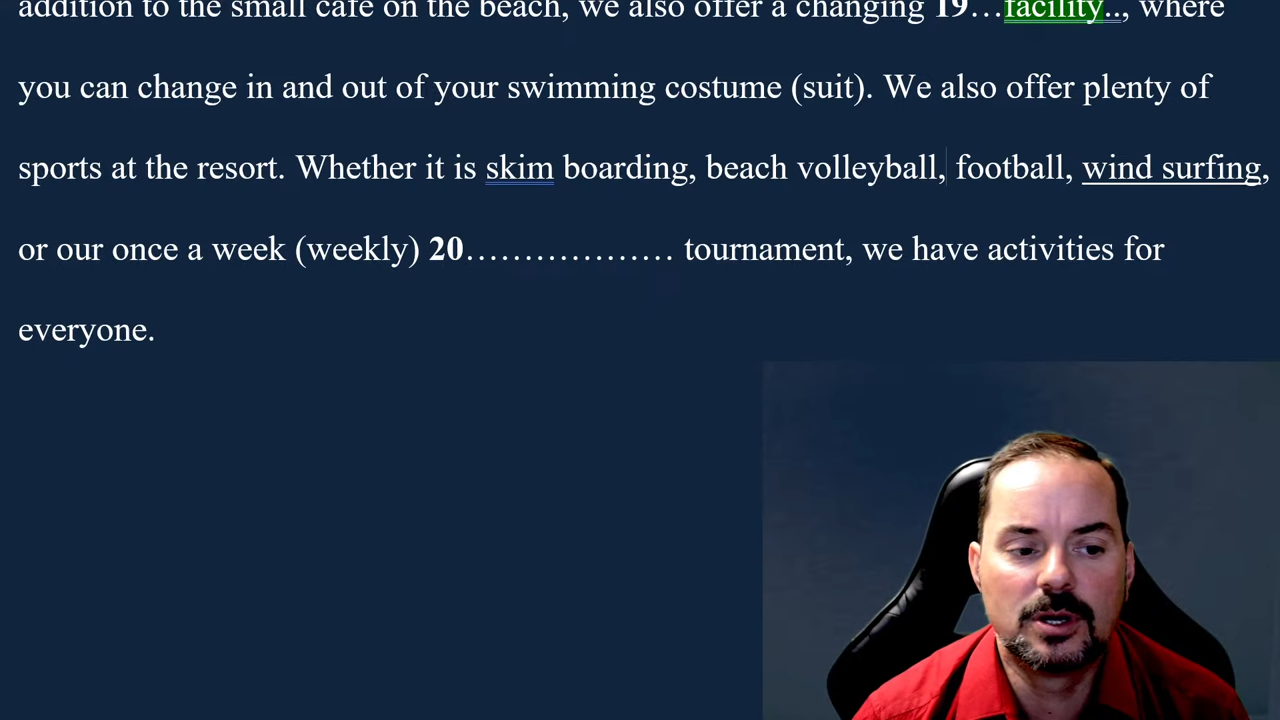 addition to the small cafe on the beach, we also offer a changing 19…facility.., where
you can change in and out of your swimming costume (suit). We also offer plenty of
sports at the resort. Whether it is skim boarding, beach volleyball, football, wind surfing,
or our once a week (weekly) 20……………… tournament, we have activities for
everyone.